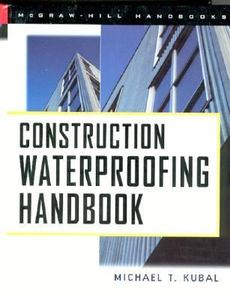 McGRAW-HILL HANDBOOKS
CONSTRUCTION
WATERPROOFING
HANDBOOK
MICHAEL T. KUBAL